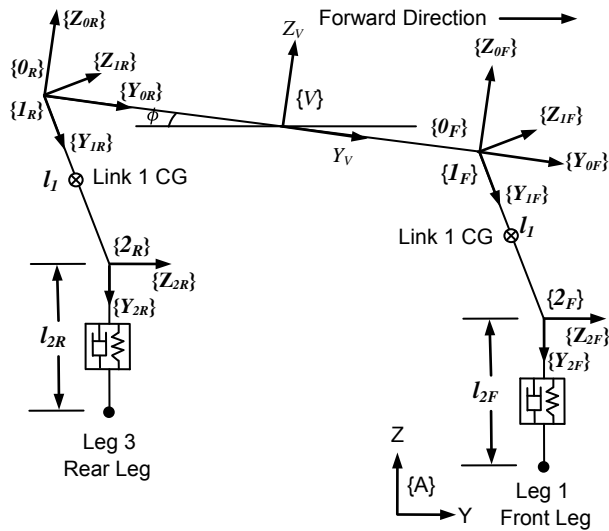 {Z0R}
Forward Direction
ZV
{Z0F}
{0R}
{Z1R}
{Y0R}
{V}
{Z1F}
ϕ
{0F}
{1R}
{Y1R}
YV
{Y0F}
{1F}
{Y1F}
l1
Link 1 CG
l1
Link 1 CG
{2R}
{Z2R}
{2F}
{Y2R}
{Z2F}
l2R
{Y2F}
l2F
Leg 3
Rear Leg
Z
{A}
Y
Leg 1
Front Leg